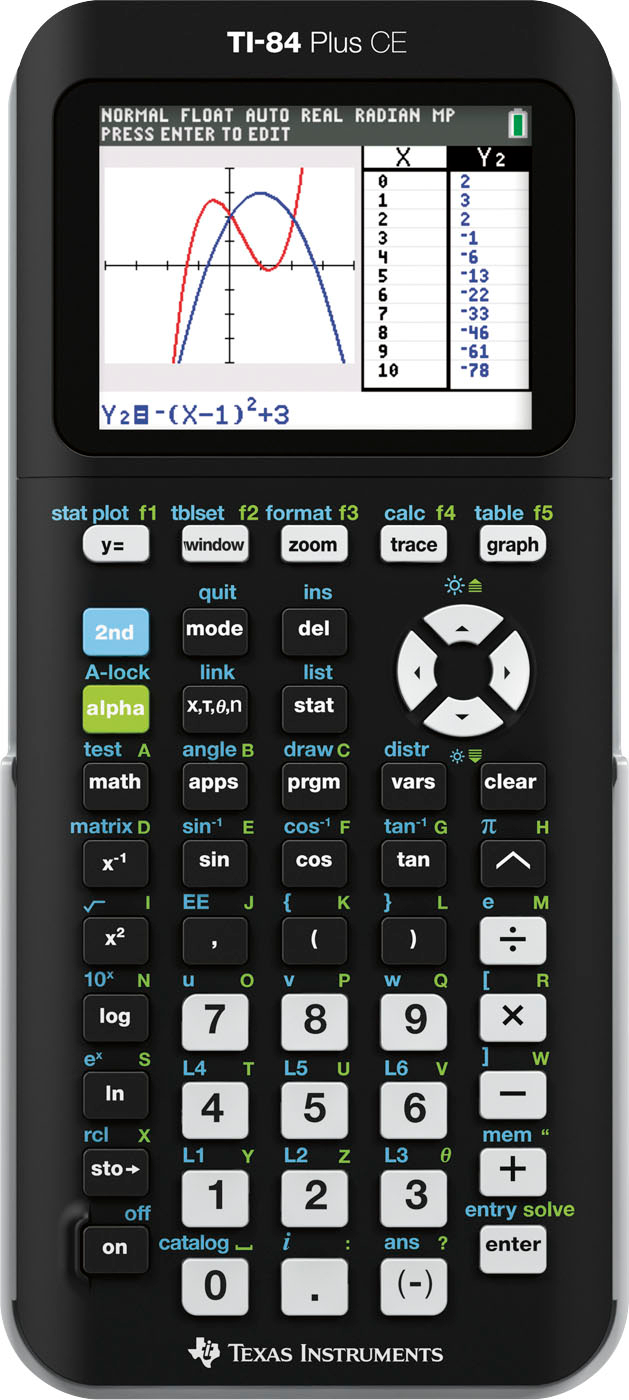 TI-84 Plus CE
NORMAL FLOAT AUTO REAL RADIAN MP
PRESS ENTER TO EDIT
X Y2
0 2
1 3
2 2
3 -1
4 -6
5 -13
6 -22
7 -33
8 -46
9 -61
10 -78
Y2=-(X-1)²+3
stat plot f1 tblset f2 format f3 calc f4 table f5
y= window zoom trace graph
quit ins
2nd mode del
A-lock link list
alpha X,T,θ,n stat
test A angle B draw C distr
math apps prgm vars clear
matrix D sin⁻¹ E cos⁻¹ F tan⁻¹ G π H
x⁻¹ sin cos tan ^
√ I EE J { K } L e M
x² , ( ) ÷
10ˣ N u O v P w Q [ R
log 7 8 9 ×
eˣ S L4 T L5 U L6 V ] W
ln 4 5 6 −
rcl X L1 Y L2 Z L3 θ mem “
sto→ 1 2 3 +
off catalog ⎵ i : ans ? entry solve
on 0 . (-) enter
TEXAS INSTRUMENTS